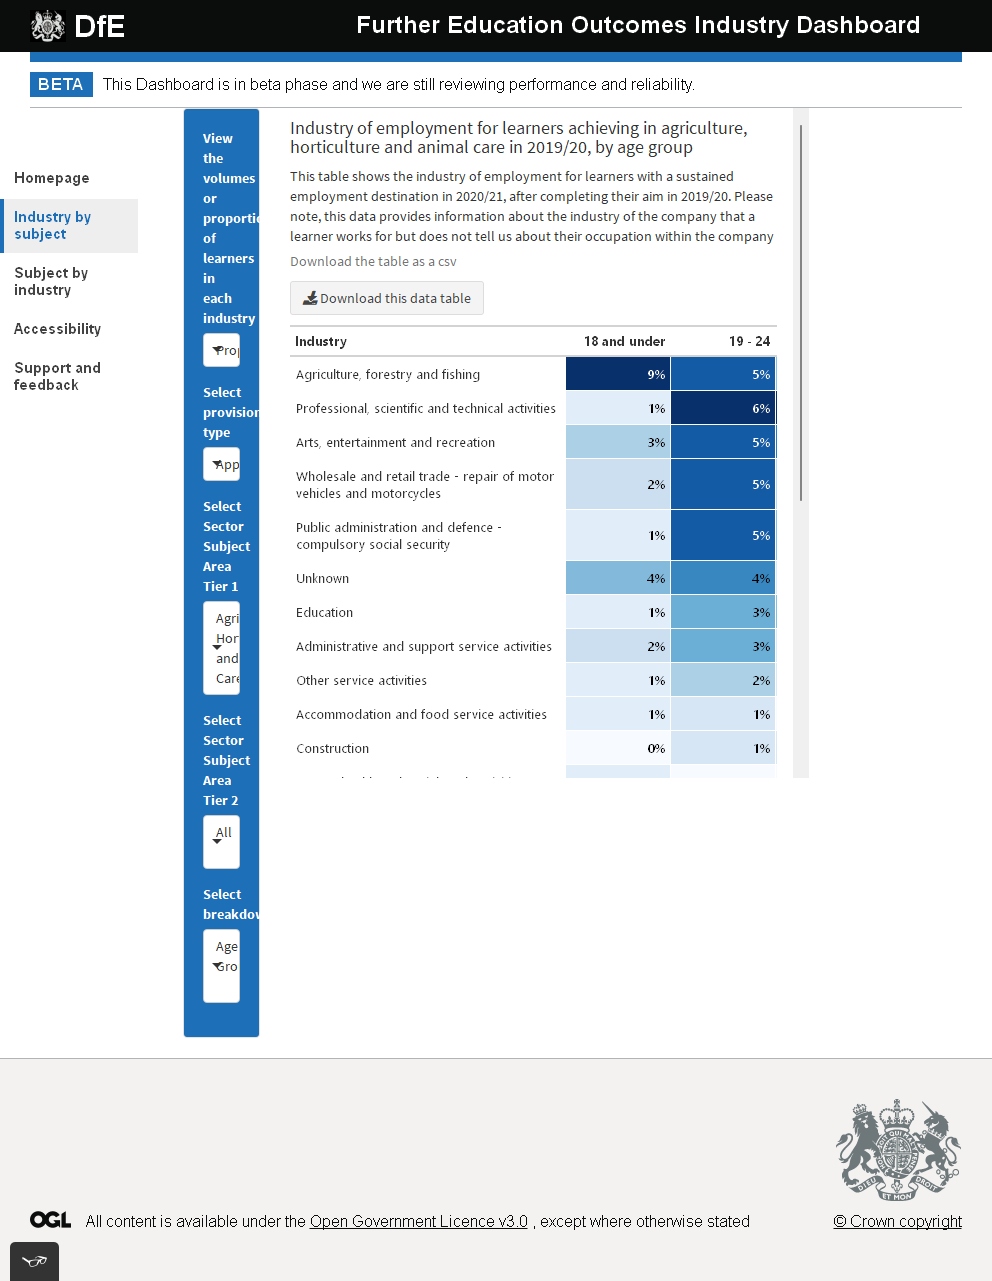 DfE
Further Education Outcomes Industry Dashboard
BETA
This Dashboard is in beta phase and we are still reviewing performance and reliability.
Homepage
Industry by
subject
Subject by
industry
Accessibility
Support and
feedback
View
the
volumes
or
proportio
of
learners
in
each
industry
Prop
Select
provision
type
App
Select
Sector
Subject
Area
Tier 1
Agri
Hor
and
Care
Select
Sector
Subject
Area
Tier 2
All
Select
breakdow
Age
Gro
Industry of employment for learners achieving in agriculture,
horticulture and animal care in 2019/20, by age group
This table shows the industry of employment for learners with a sustained
employment destination in 2020/21, after completing their aim in 2019/20. Please
note, this data provides information about the industry of the company that a
learner works for but does not tell us about their occupation within the company
Download the table as a csv
Download this data table
Industry 18 and under 19 - 24
Agriculture, forestry and fishing 9% 5%
Professional, scientific and technical activities 1% 6%
Arts, entertainment and recreation 3% 5%
Wholesale and retail trade - repair of motor
vehicles and motorcycles 2% 5%
Public administration and defence -
compulsory social security 1% 5%
Unknown 4% 4%
Education 1% 3%
Administrative and support service activities 2% 3%
Other service activities 1% 2%
Accommodation and food service activities 1% 1%
Construction 0% 1%
DIEU ET MON DROIT
OGL
All content is available under the Open Government Licence v3.0 , except where otherwise stated
© Crown copyright